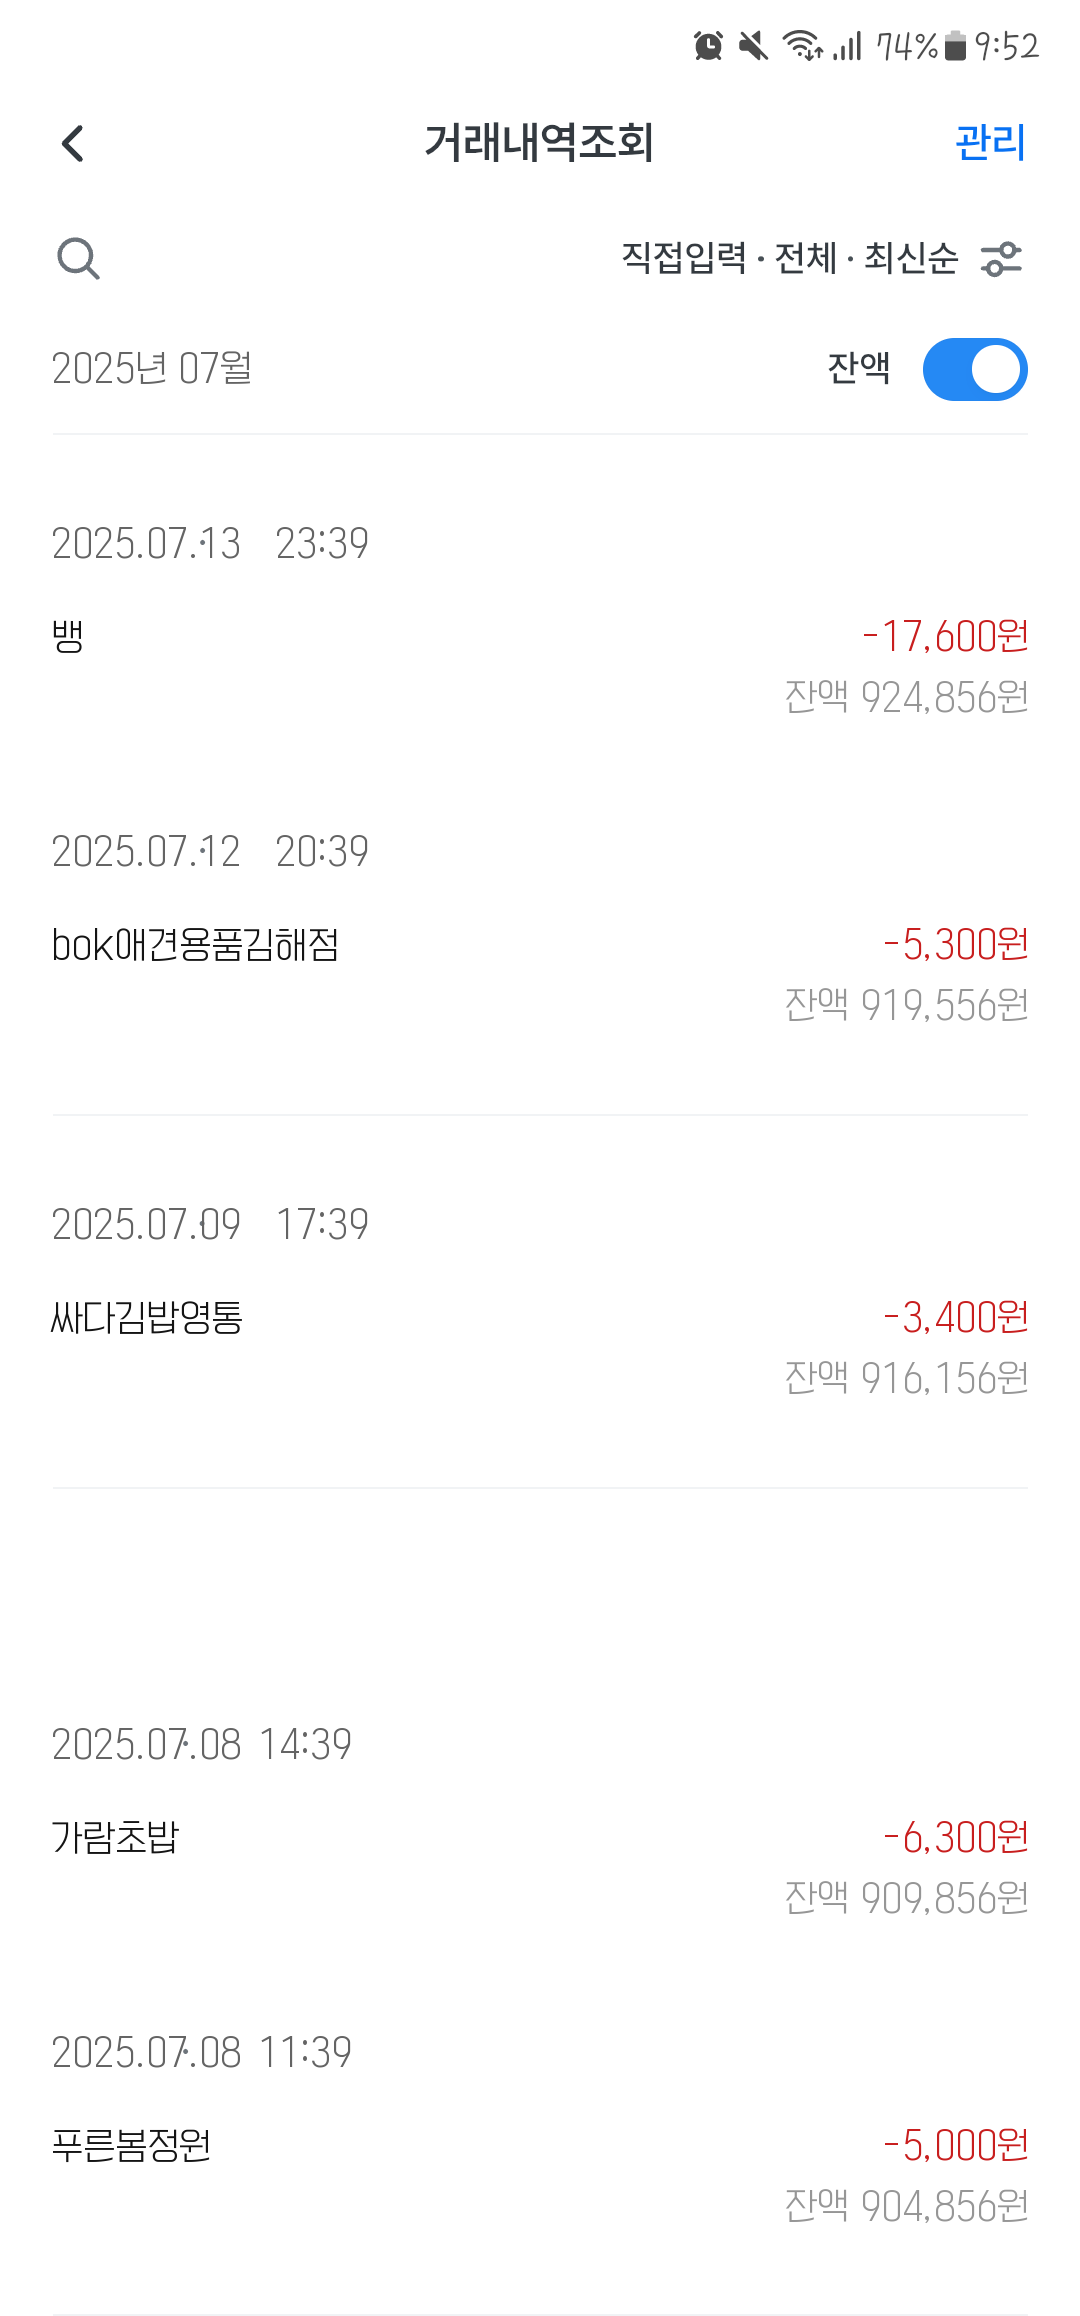 74% 9:52
거래내역조회 관리
직접입력 · 전체 · 최신순
2025년 07월 잔액
2025.07.13 23:39
뱅 -17,600원
잔액 924,856원
2025.07.12 20:39
bok애견용품김해점 -5,300원
잔액 919,556원
2025.07.09 17:39
싸다김밥영통 -3,400원
잔액 916,156원
2025.07.08 14:39
가람초밥 -6,300원
잔액 909,856원
2025.07.08 11:39
푸른봄정원 -5,000원
잔액 904,856원